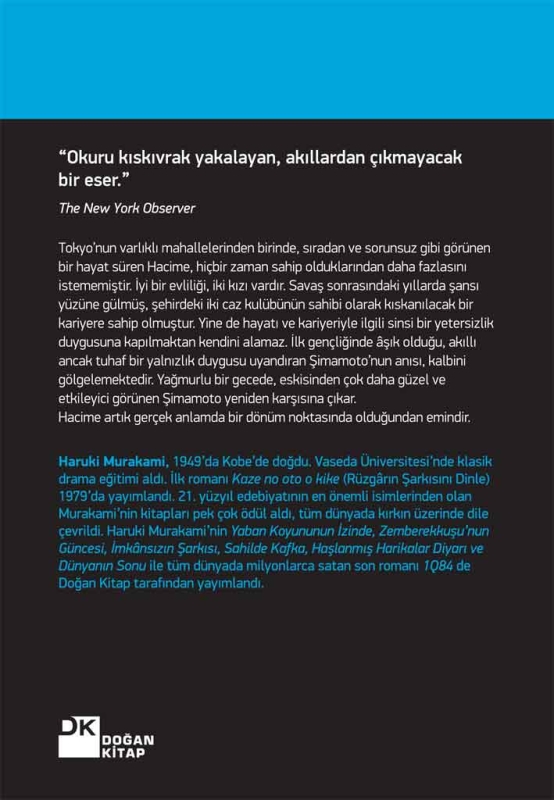 “Okuru kıskıvrak yakalayan, akıllardan çıkmayacak
bir eser.”
The New York Observer
Tokyo’nun varlıklı mahallelerinden birinde, sıradan ve sorunsuz gibi görünen
bir hayat süren Hacime, hiçbir zaman sahip olduklarından daha fazlasını
istememiştir. İyi bir evliliği, iki kızı vardır. Savaş sonrasındaki yıllarda şansı
yüzüne gülmüş, şehirdeki iki caz kulübünün sahibi olarak kıskanılacak bir
kariyere sahip olmuştur. Yine de hayatı ve kariyeriyle ilgili sinsi bir yetersizlik
duygusuna kapılmaktan kendini alamaz. İlk gençliğinde âşık olduğu, akıllı
ancak tuhaf bir yalnızlık duygusu uyandıran Şimamoto’nun anısı, kalbini
gölgelemektedir. Yağmurlu bir gecede, eskisinden çok daha güzel ve
etkileyici görünen Şimamoto yeniden karşısına çıkar.
Hacime artık gerçek anlamda bir dönüm noktasında olduğundan emindir.
Haruki Murakami, 1949’da Kobe’de doğdu. Vaseda Üniversitesi’nde klasik
drama eğitimi aldı. İlk romanı Kaze no oto o kike (Rüzgârın Şarkısını Dinle)
1979’da yayımlandı. 21. yüzyıl edebiyatının en önemli isimlerinden olan
Murakami’nin kitapları pek çok ödül aldı, tüm dünyada kırkın üzerinde dile
çevrildi. Haruki Murakami’nin Yaban Koyununun İzinde, Zemberekkuşu’nun
Güncesi, İmkânsızın Şarkısı, Sahilde Kafka, Haşlanmış Harikalar Diyarı ve
Dünyanın Sonu ile tüm dünyada milyonlarca satan son romanı 1Q84 de
Doğan Kitap tarafından yayımlandı.
DK
DOĞAN
KİTAP